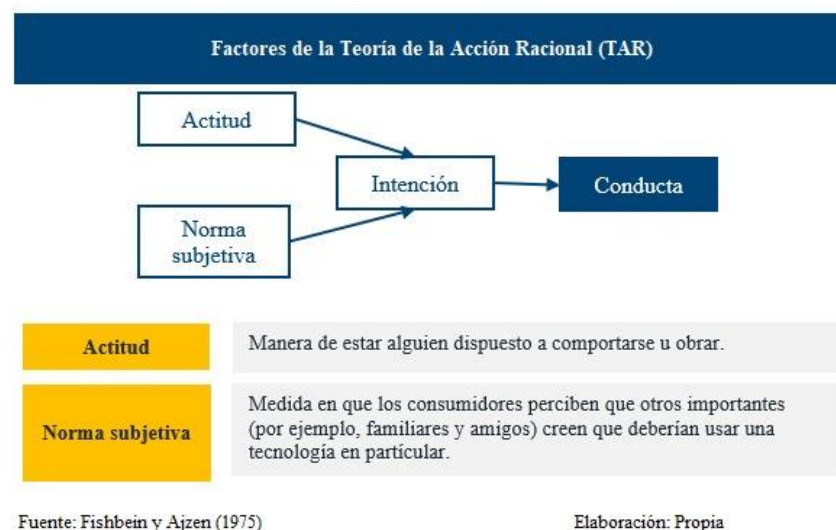 Factores de la Teoría de la Acción Racional (TAR)
Actitud
Intención
Conducta
Norma
subjetiva
Actitud
Manera de estar alguien dispuesto a comportarse u obrar.
Norma subjetiva
Medida en que los consumidores perciben que otros importantes
(por ejemplo, familiares y amigos) creen que deberían usar una
tecnología en partícular.
Fuente: Fishbein y Ajzen (1975)
Elaboración: Propia